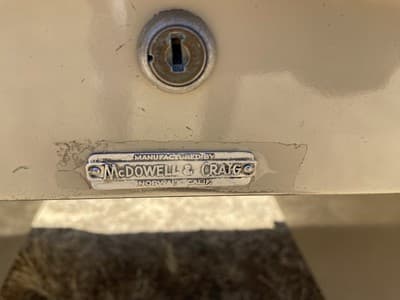 MANUFACTURED BY
McDOWELL & CRAIG
NORWALK CALIF.